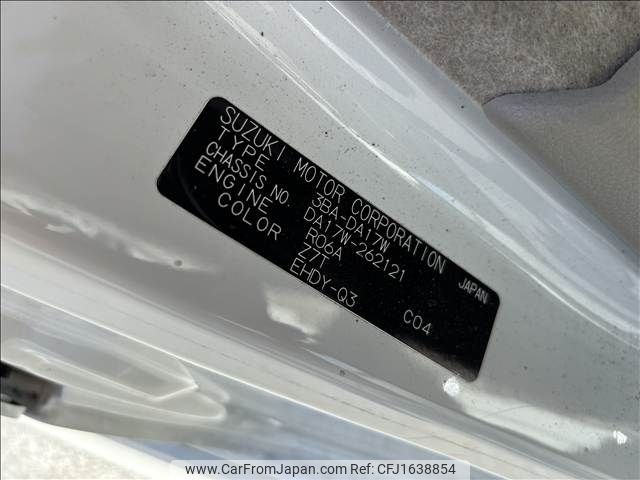 SUZUKI MOTOR CORPORATION JAPAN
TYPE 3BA-DA17W
CHASSIS NO. DA17W-262121
ENGINE R06A
COLOR Z7T
EHDY-Q3 C04
www.CarFromJapan.com CFJ1638854